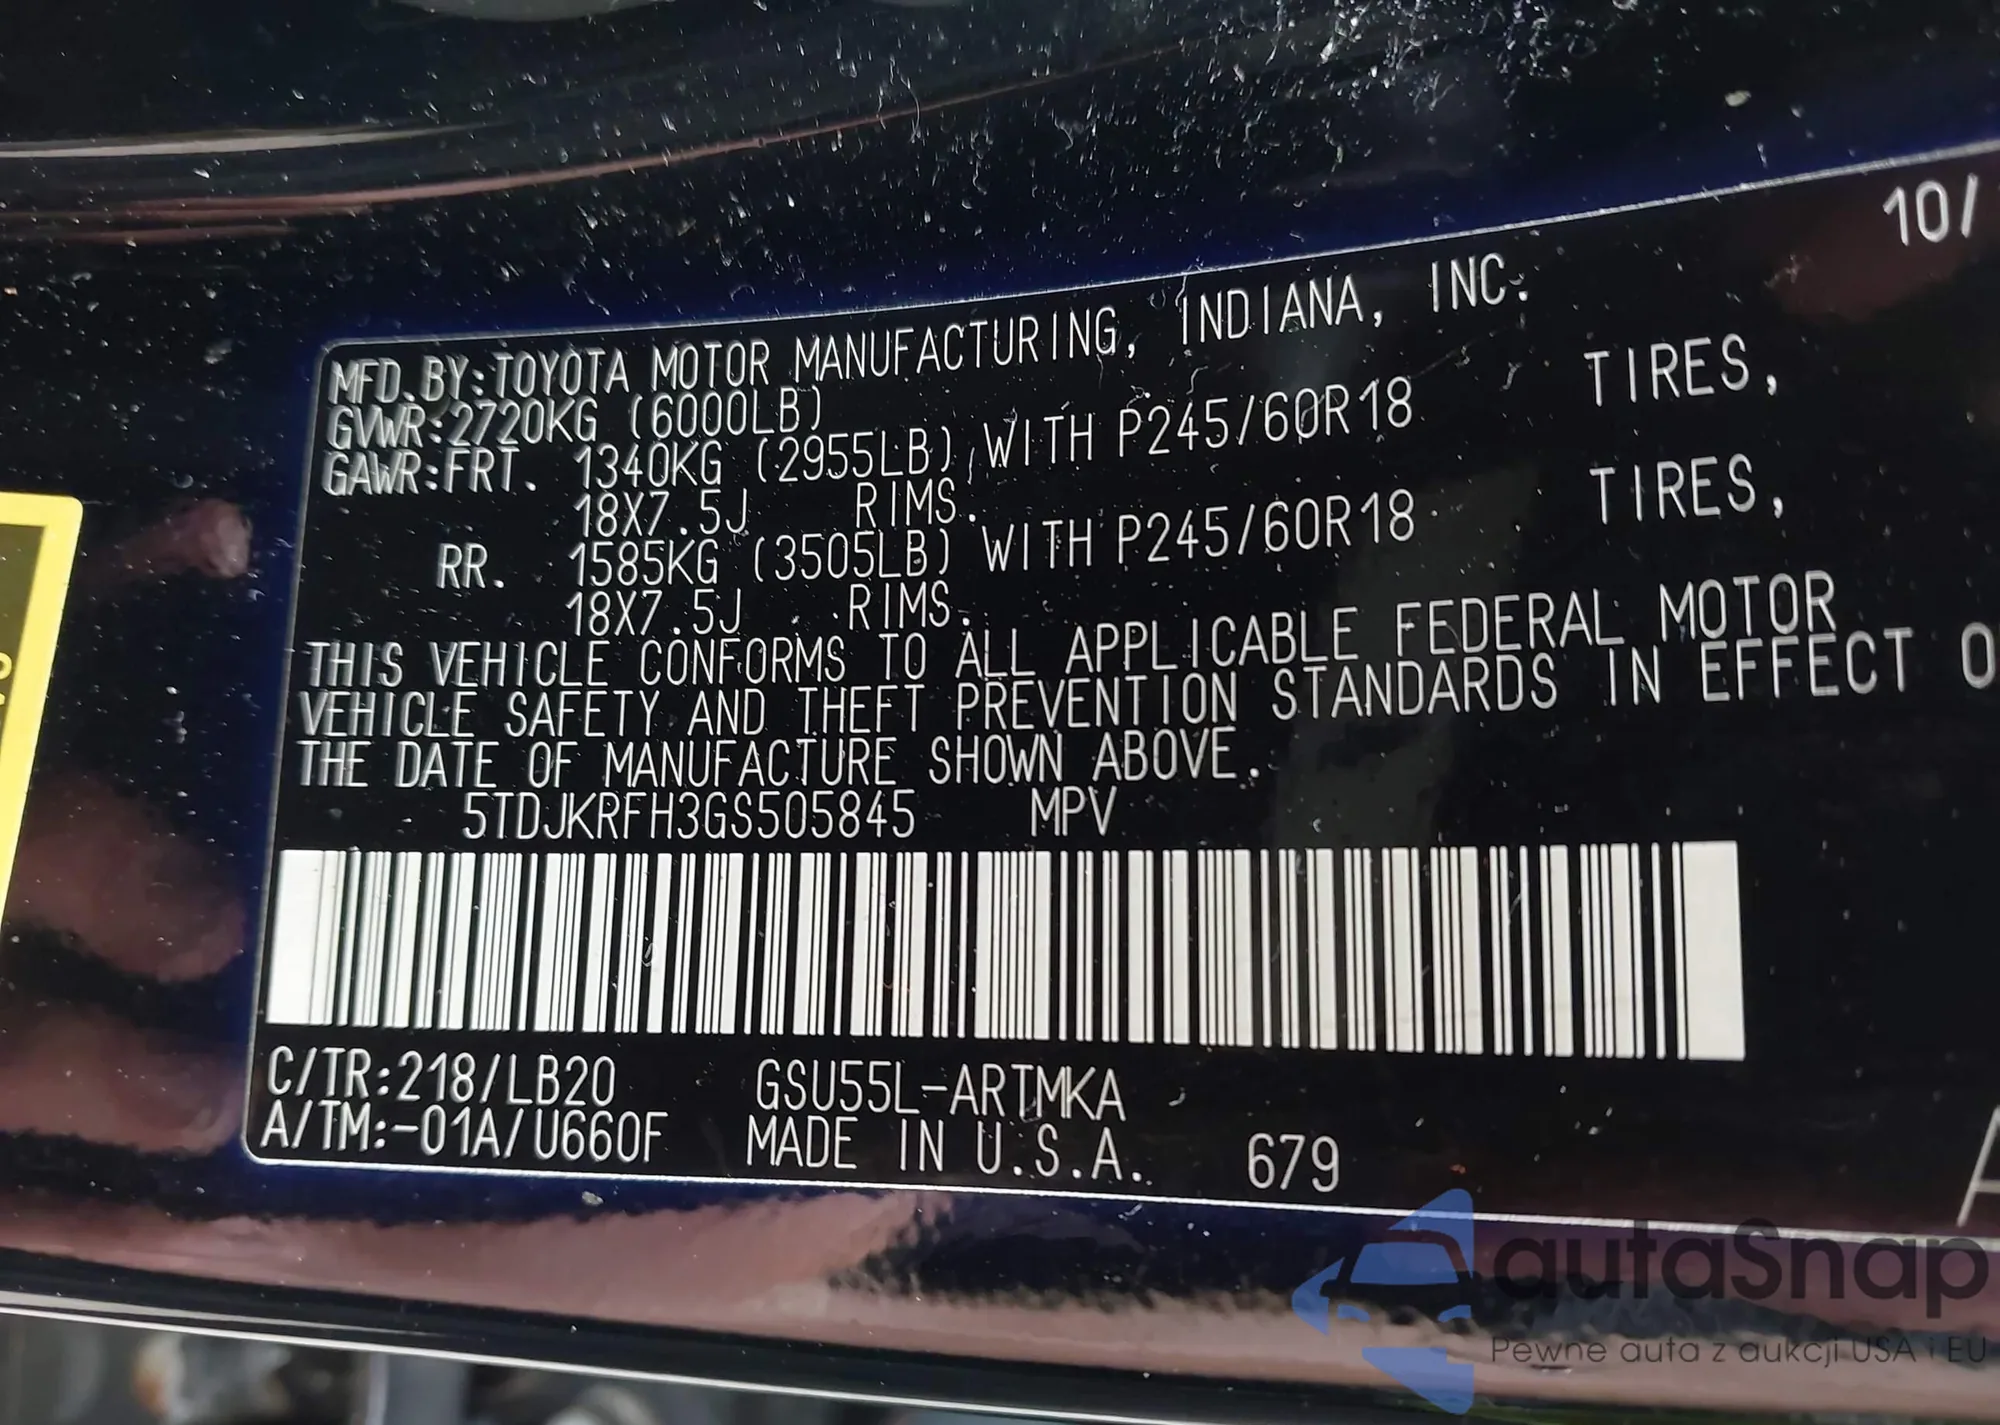 10/
MFD.BY:TOYOTA MOTOR MANUFACTURING, INDIANA, INC.
GVWR:2720KG (6000LB)
GAWR:FRT. 1340KG (2955LB) WITH P245/60R18 TIRES,
18X7.5J RIMS.
RR. 1585KG (3505LB) WITH P245/60R18 TIRES,
18X7.5J RIMS.
THIS VEHICLE CONFORMS TO ALL APPLICABLE FEDERAL MOTOR
VEHICLE SAFETY AND THEFT PREVENTION STANDARDS IN EFFECT O
THE DATE OF MANUFACTURE SHOWN ABOVE.
5TDJKRFH3GS505845 MPV
C/TR:218/LB20 GSU55L-ARTMKA
A/TM:-01A/U660F MADE IN U.S.A. 679
autaSnap
Pewne auta z aukcji USA i EU